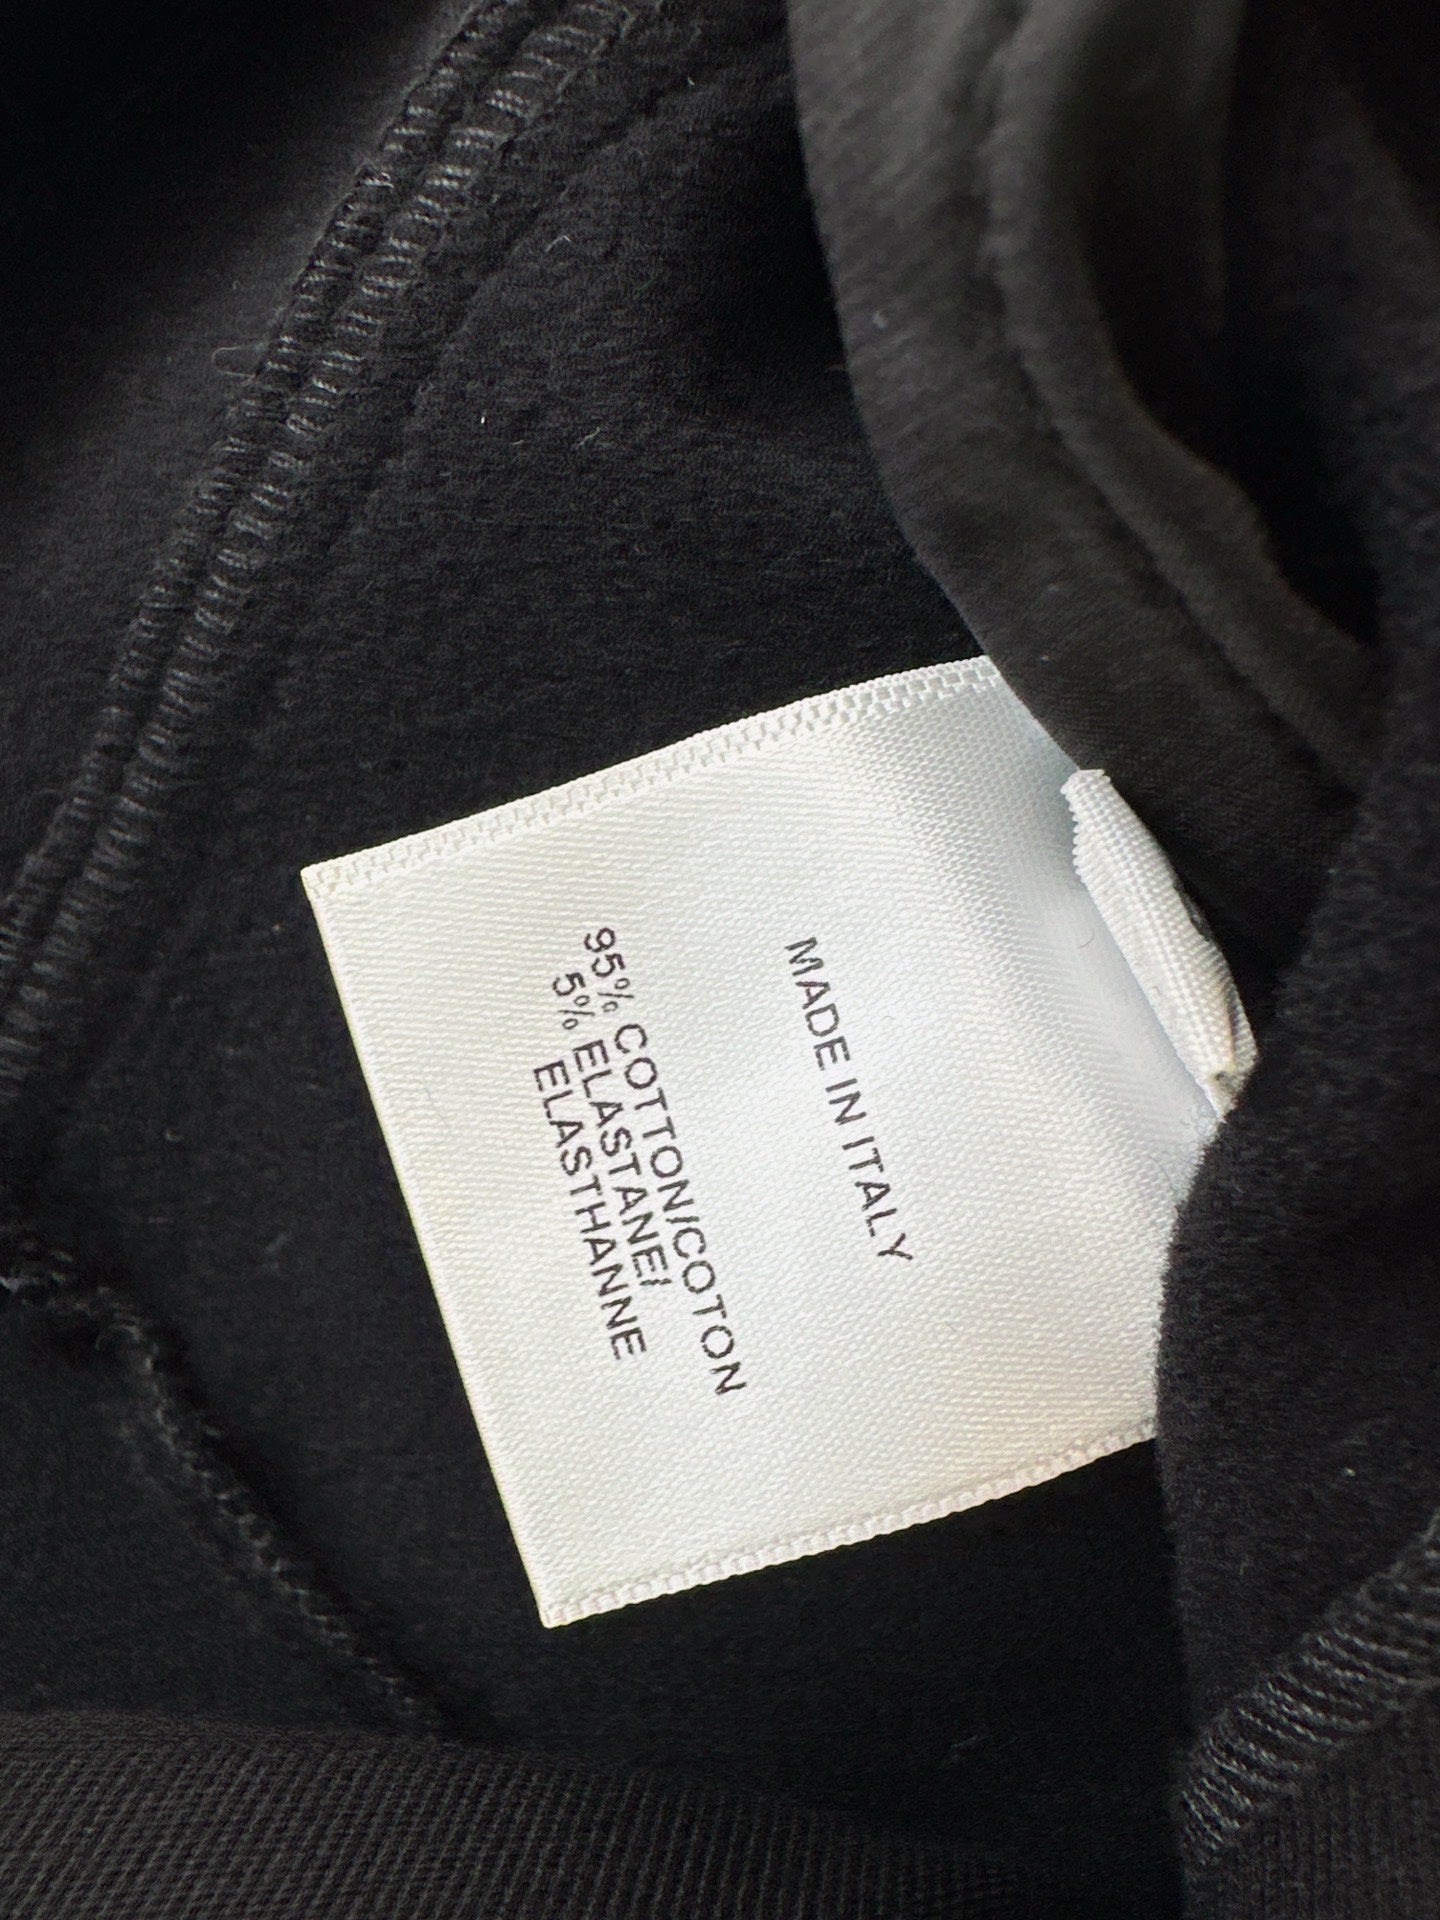 MADE IN ITALY
95% COTTON/COTON
5% ELASTANE/
ELASTHANNE